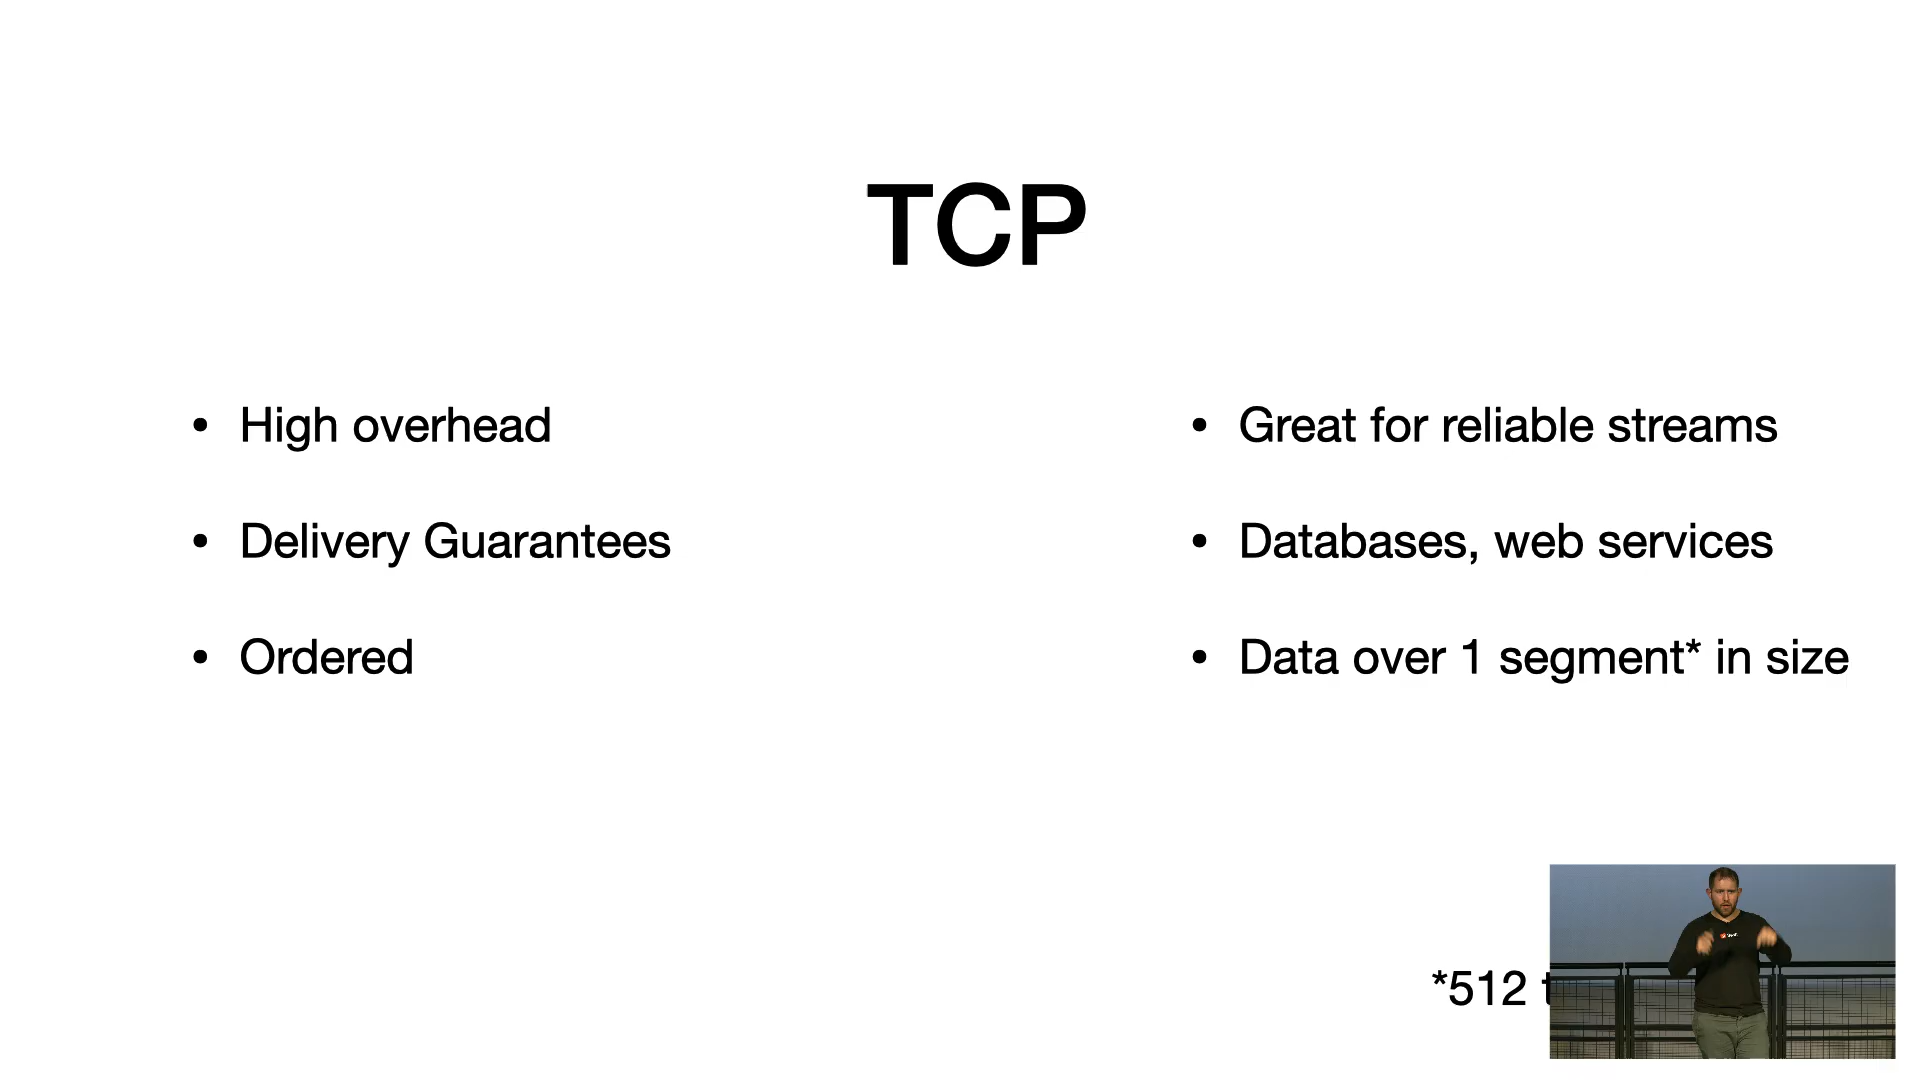 TCP
• High overhead
• Delivery Guarantees
• Ordered
• Great for reliable streams
• Databases, web services
• Data over 1 segment* in size
*512